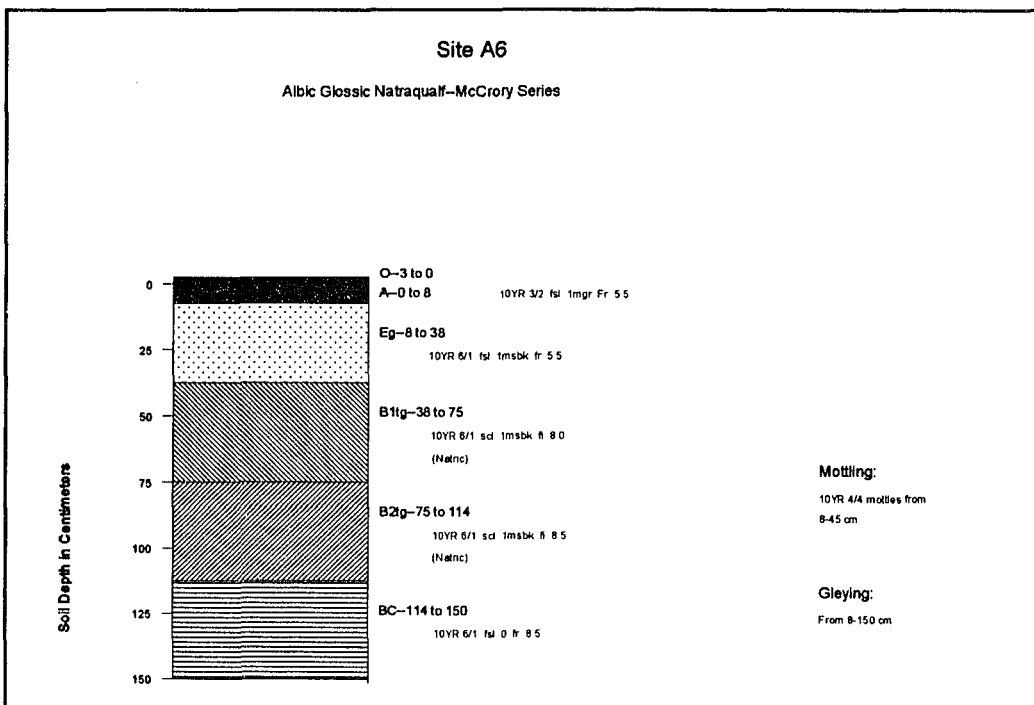 Site A6
Albic Glossic Natraqualf--McCrory Series
O--3 to 0
0
A--0 to 8
10YR 3/2 fsl 1mgr Fr 5 5
Eg--8 to 38
25
10YR 6/1 fsl 1msbk fr 5 5
B1tg--38 to 75
50
10YR 6/1 scl 1msbk fi 8 0
(Natric)
75
B2tg--75 to 114
10YR 6/1 scl 1msbk fi 8 5
100
(Natric)
BC--114 to 150
125
10YR 6/1 fsl 0 fr 8 5
150
Soil Depth in Centimeters
Mottling:
10YR 4/4 mottles from
8-45 cm
Gleying:
From 8-150 cm